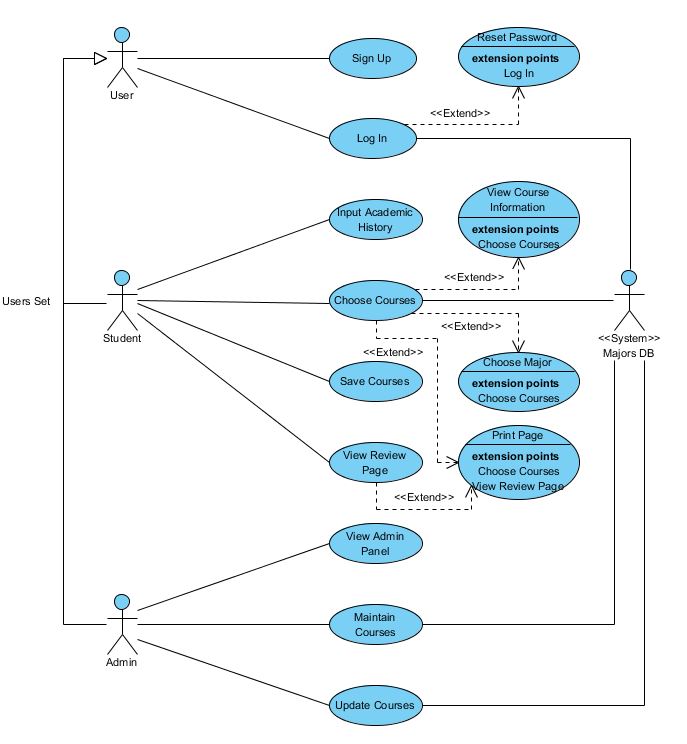 Reset Password
extension points
Log In
Sign Up
User
<<Extend>>
Log In
View Course
Information
extension points
Choose Courses
Input Academic
History
<<Extend>>
Users Set
Choose Courses
Student
<<Extend>>
<<System>>
Majors DB
<<Extend>>
Choose Major
extension points
Choose Courses
Save Courses
Print Page
extension points
Choose Courses
View Review Page
View Review
Page
<<Extend>>
View Admin
Panel
Maintain
Courses
Admin
Update Courses